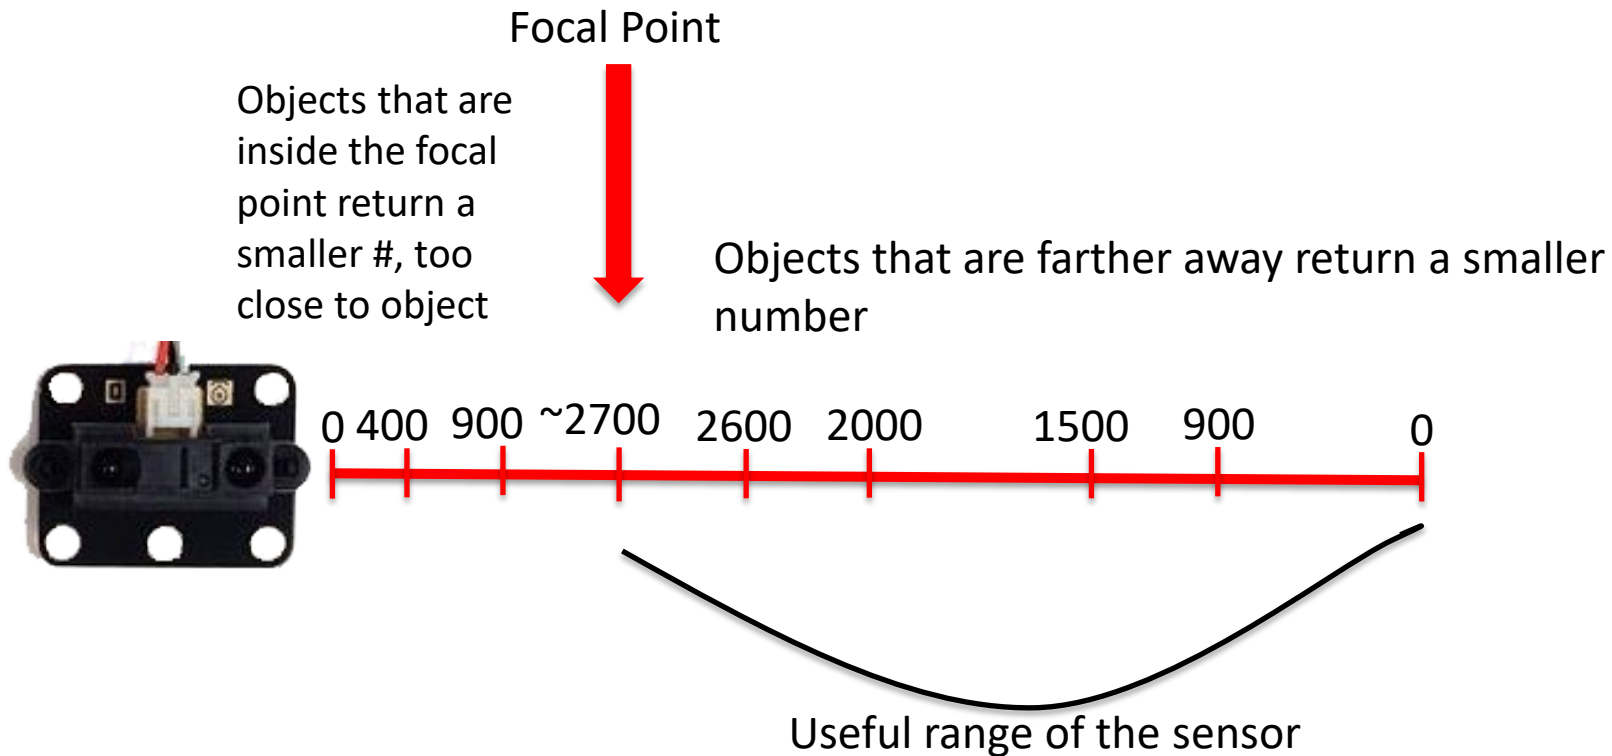 Focal Point
Objects that are
inside the focal
point return a
smaller #, too
close to object
Objects that are farther away return a smaller
number
0 400 900 ~2700 2600 2000 1500 900 0
Useful range of the sensor